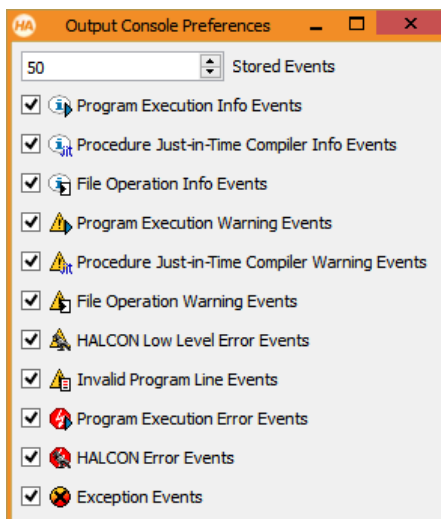 HA Output Console Preferences
50 Stored Events
Program Execution Info Events
Procedure Just-in-Time Compiler Info Events
File Operation Info Events
Program Execution Warning Events
Procedure Just-in-Time Compiler Warning Events
File Operation Warning Events
HALCON Low Level Error Events
Invalid Program Line Events
Program Execution Error Events
HALCON Error Events
Exception Events